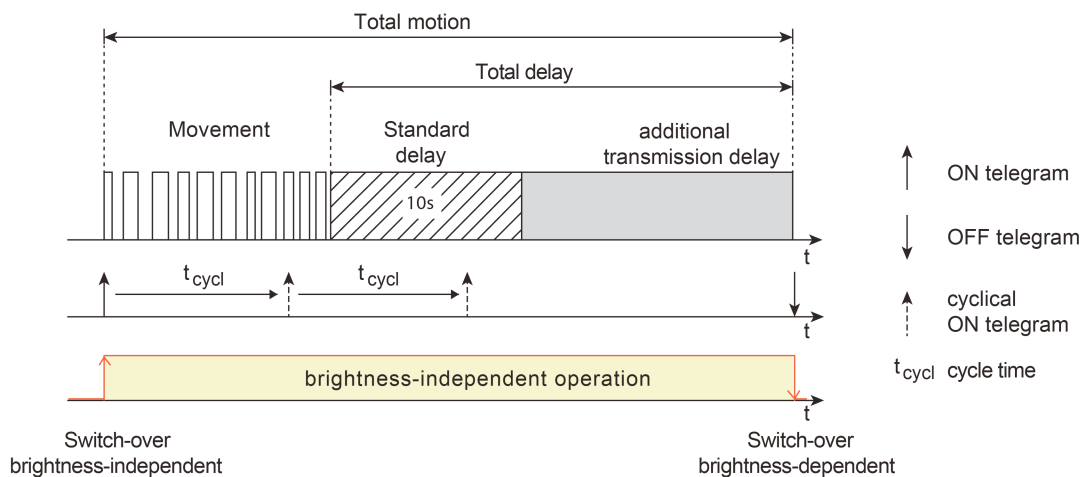 Total motion
Total delay
Movement
Standard
delay
additional
transmission delay
10s
t
ON telegram
OFF telegram
t cycl
t cycl
t
cyclical
ON telegram
t cycl cycle time
brightness-independent operation
t
Switch-over
brightness-independent
Switch-over
brightness-dependent